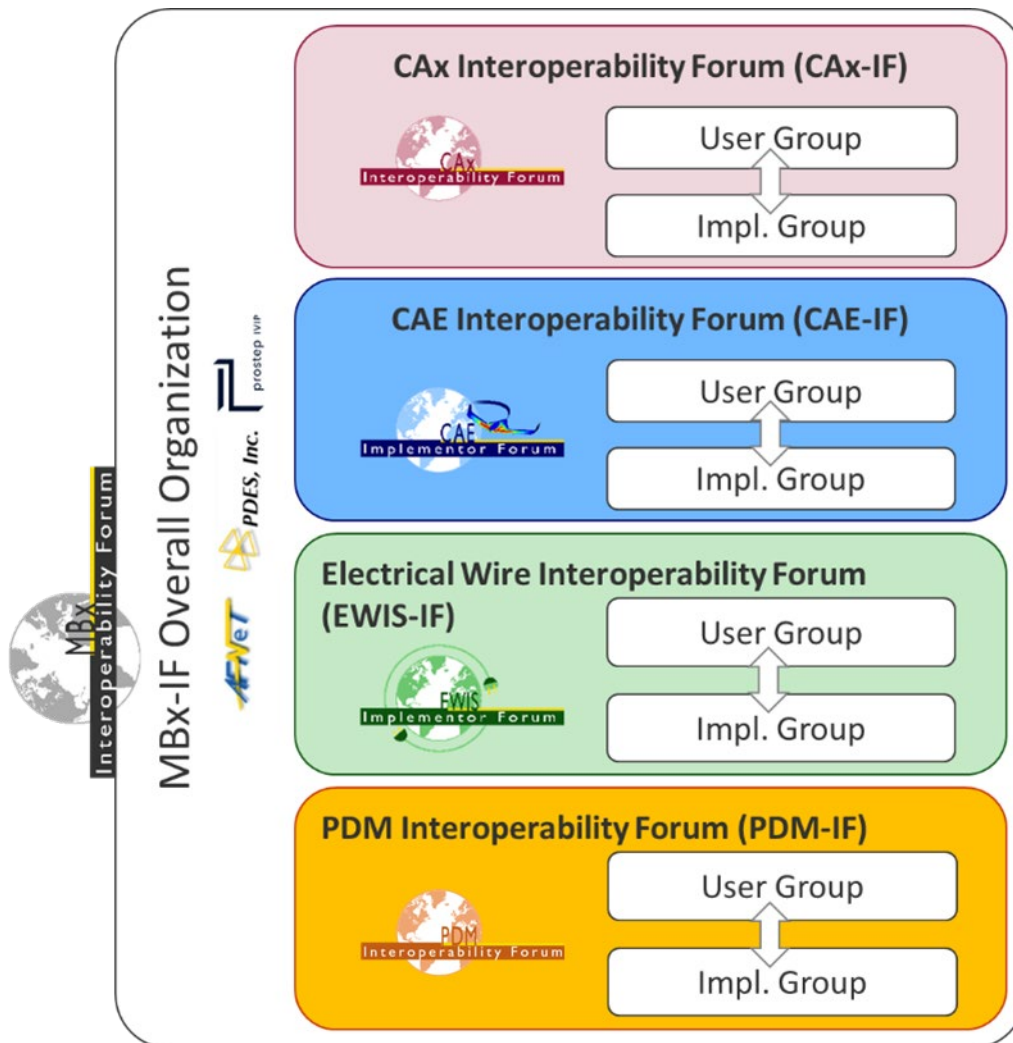 MBx
Interoperability Forum
MBx-IF Overall Organization
AFNeT
PDES, Inc.
prostep IVIP
CAx Interoperability Forum (CAx-IF)
CAx
Interoperability Forum
User Group
Impl. Group
CAE Interoperability Forum (CAE-IF)
CAE
Implementor Forum
User Group
Impl. Group
Electrical Wire Interoperability Forum
(EWIS-IF)
EWIS
Implementor Forum
User Group
Impl. Group
PDM Interoperability Forum (PDM-IF)
PDM
Interoperability Forum
User Group
Impl. Group